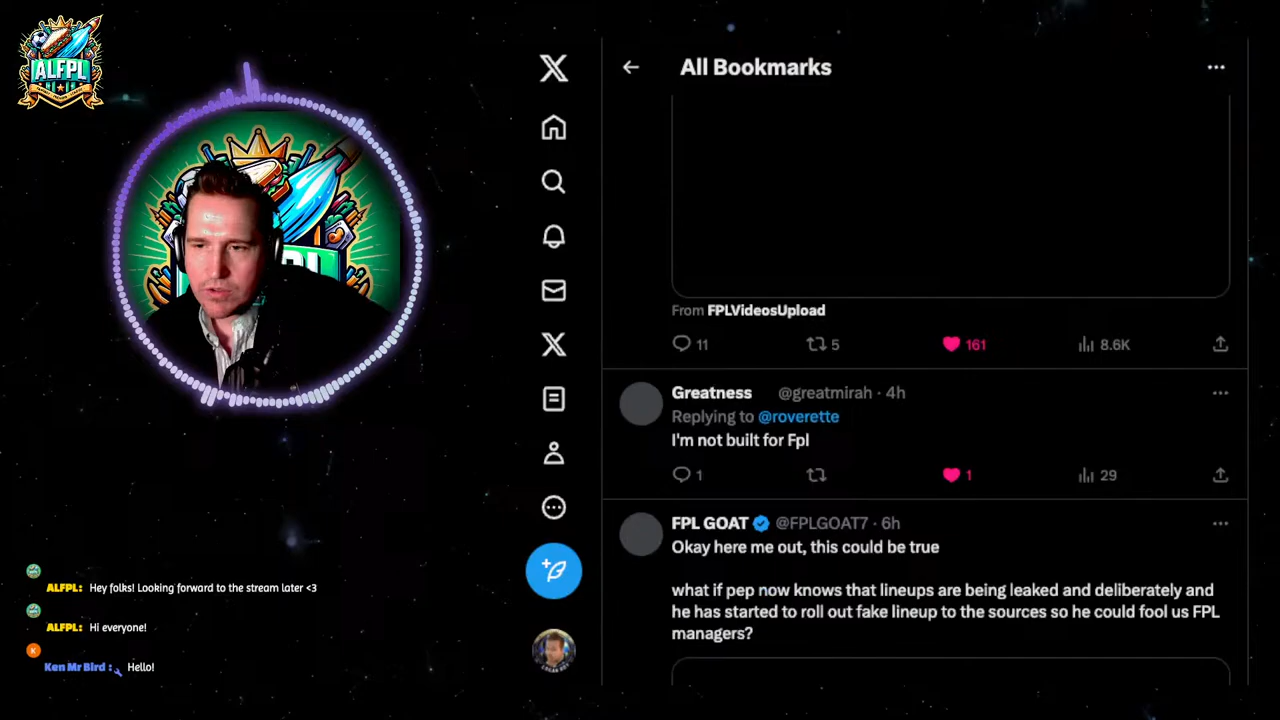 ALFPL
All Bookmarks
From FPLVideosUpload
11 5 161 8.6K
Greatness @greatmirah · 4h
Replying to @roverette
I'm not built for Fpl
1 1 29
FPL GOAT @FPLGOAT7 · 6h
Okay here me out, this could be true
what if pep now knows that lineups are being leaked and deliberately and
he has started to roll out fake lineup to the sources so he could fool us FPL
managers?
ALFPL: Hey folks! Looking forward to the stream later <3
ALFPL: Hi everyone!
K
Ken Mr Bird : Hello!